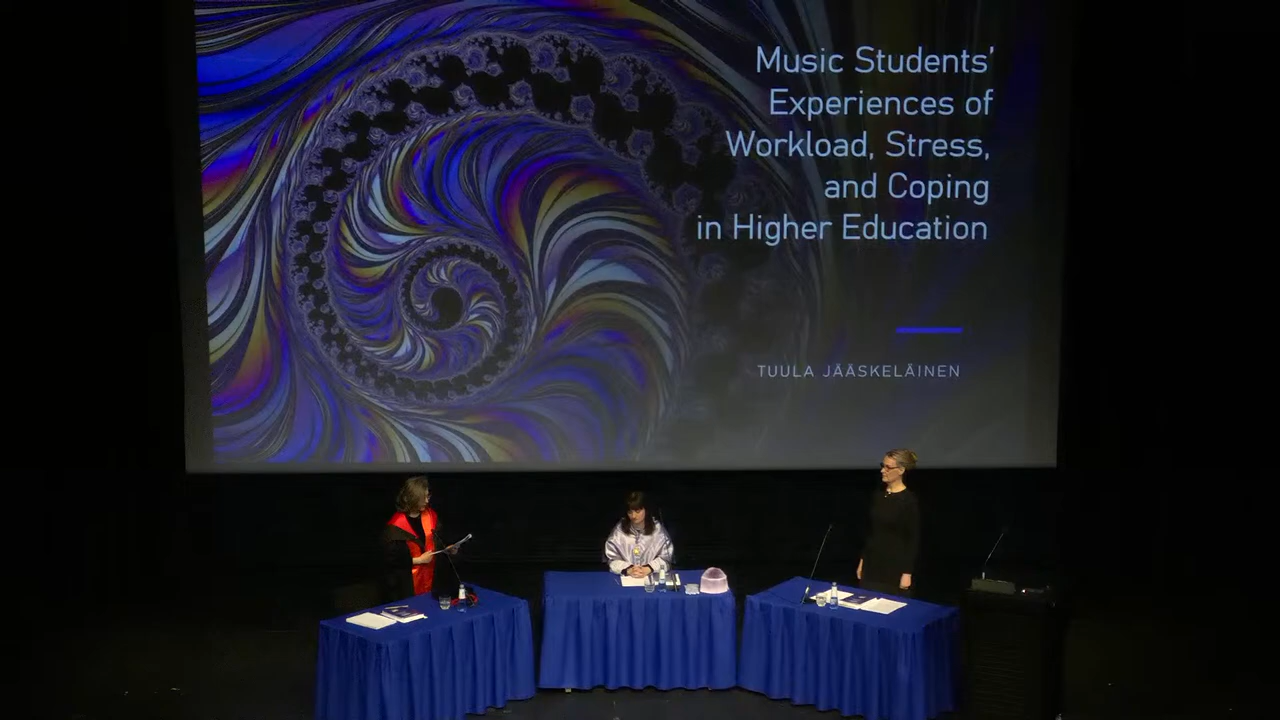 Music Students’
Experiences of
Workload, Stress,
and Coping
in Higher Education
TUULA JÄÄSKELÄINEN